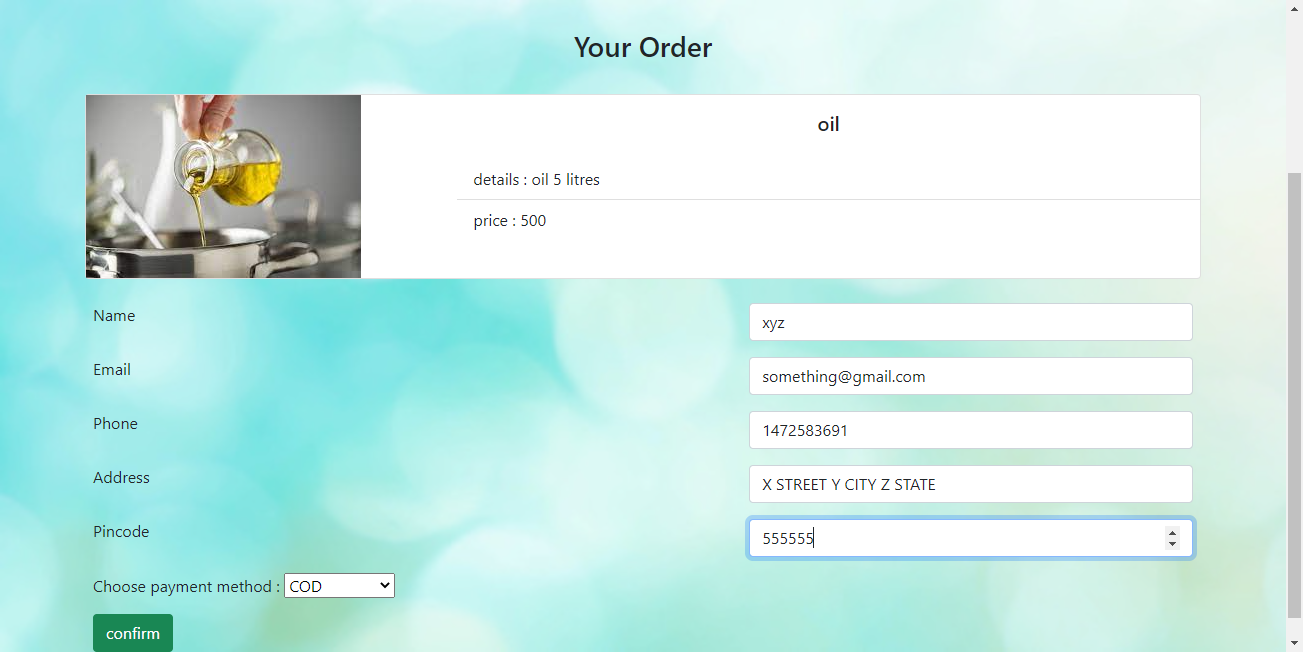 Your Order
oil
details : oil 5 litres
price : 500
Name
xyz
Email
something@gmail.com
Phone
1472583691
Address
X STREET Y CITY Z STATE
Pincode
555555
Choose payment method : COD
confirm